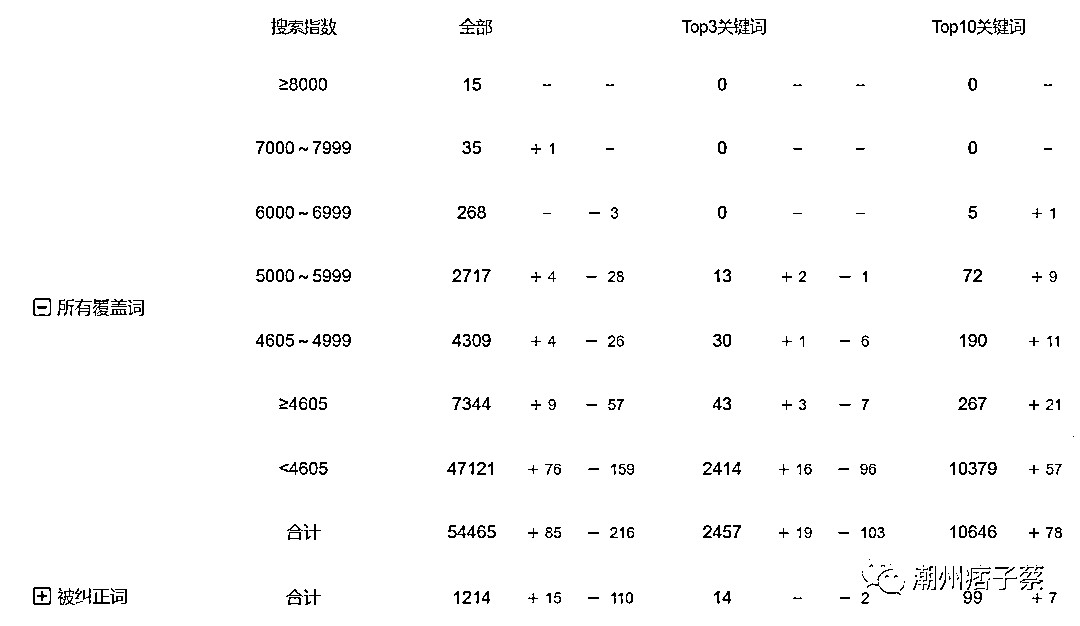 搜索指数 全部 Top3关键词 Top10关键词
≥8000 15 – – 0 – – 0 –
7000~7999 35 + 1 – 0 – – 0 –
6000~6999 268 – – 3 0 – – 5 + 1
5000~5999 2717 + 4 – 28 13 + 2 – 1 72 + 9
所有覆盖词
4605~4999 4309 + 4 – 26 30 + 1 – 6 190 + 11
≥4605 7344 + 9 – 57 43 + 3 – 7 267 + 21
<4605 47121 + 76 – 159 2414 + 16 – 96 10379 + 57
合计 54465 + 85 – 216 2457 + 19 – 103 10646 + 78
潮州痞子蔡
被纠正词 合计 1214 + 15 – 110 14 – – 2 99 + 7